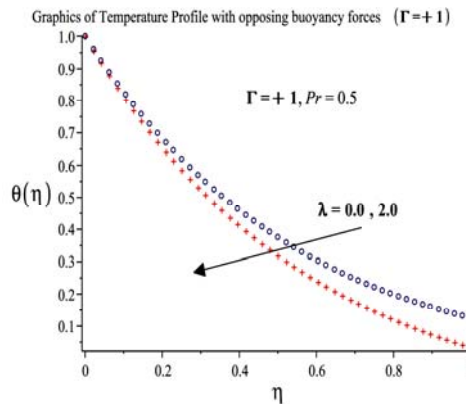 Graphics of Temperature Profile with opposing buoyancy forces (Γ=+1)
1.0
0.9
Γ=+1, Pr=0.5
0.8
0.7
0.6
θ(η)
0.5
λ=0.0, 2.0
0.4
0.3
0.2
0.1
0 0.2 0.4 0.6 0.8
η